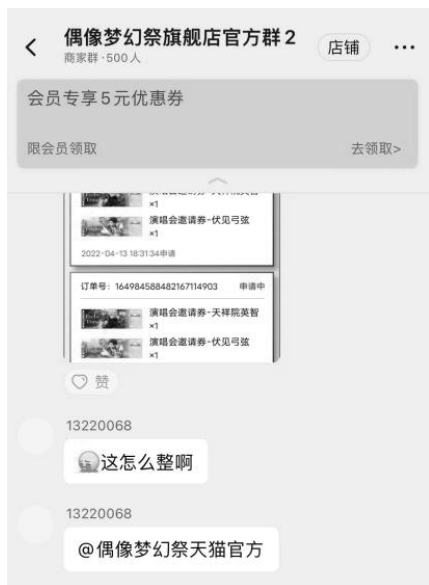 偶像梦幻祭旗舰店官方群2
店铺
商家群·500人
会员专享5元优惠券
限会员领取
去领取>
×1
演唱会邀请券-伏见弓弦
×1
2022-04-13 18:31:34申请
订单号：164984588482167114903
申请中
演唱会邀请券-天祥院英智
×1
演唱会邀请券-伏见弓弦
×1
赞
13220068
这怎么整啊
13220068
@偶像梦幻祭天猫官方